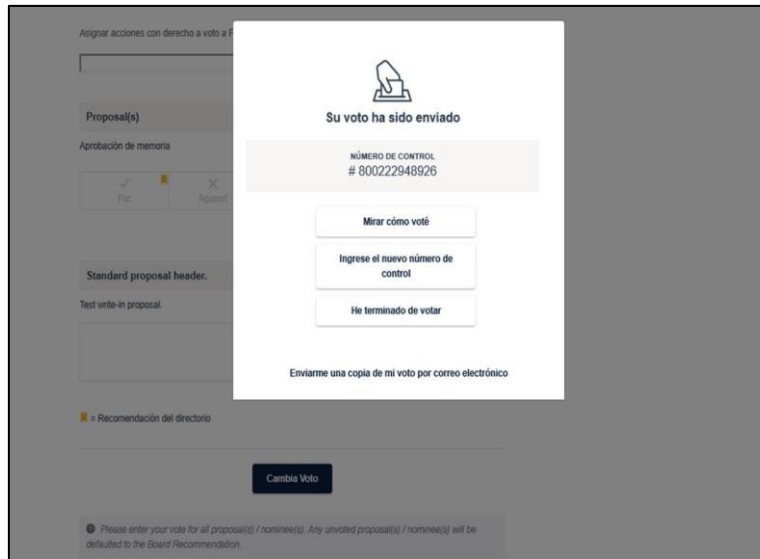 Asignar acciones con derecho a voto a
Proposal(s)
Aprobación de memoria
For
Against
Standard proposal header.
Test write-in proposal.
= Recomendación del directorio
Cambia Voto
Please enter your vote for all proposal(s) / nominee(s). Any unvoted proposal(s) / nominee(s) will be
defaulted to the Board Recommendation.
Su voto ha sido enviado
NÚMERO DE CONTROL
# 800222948926
Mirar cómo voté
Ingrese el nuevo número de
control
He terminado de votar
Enviarme una copia de mi voto por correo electrónico